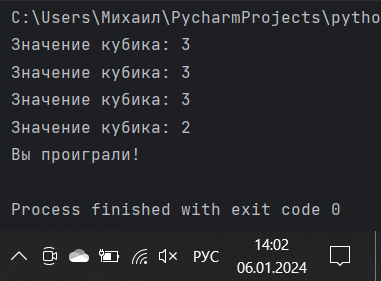 C:\Users\Михаил\PycharmProjects\pytho
Значение кубика: 3
Значение кубика: 3
Значение кубика: 3
Значение кубика: 2
Вы проиграли!
Process finished with exit code 0
РУС
14:02
06.01.2024